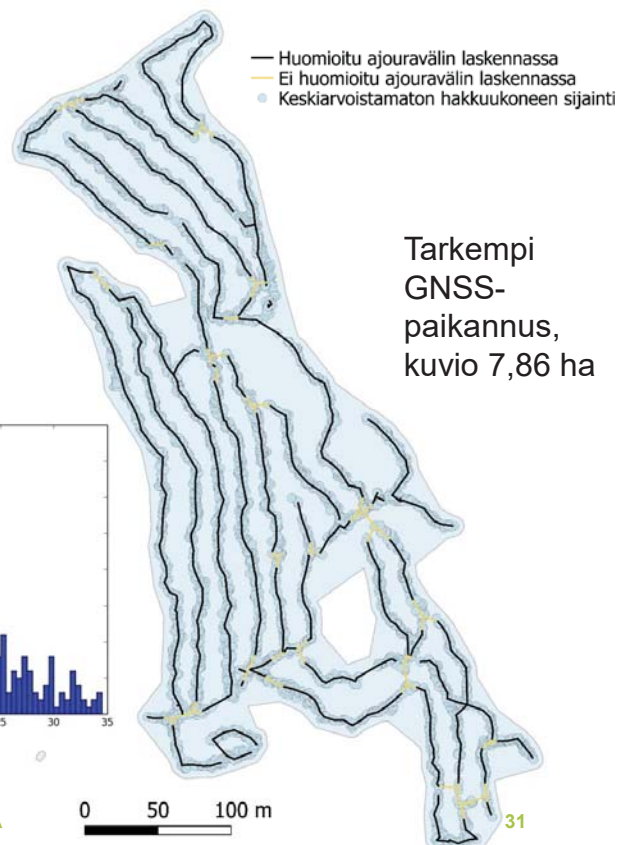 Huomioitu ajouravälin laskennassa
Ei huomioitu ajouravälin laskennassa
Keskiarvoistamaton hakkuukoneen sijainti
Tarkempi
GNSS-
paikannus,
kuvio 7,86 ha
30 35
0 50 100 m
31